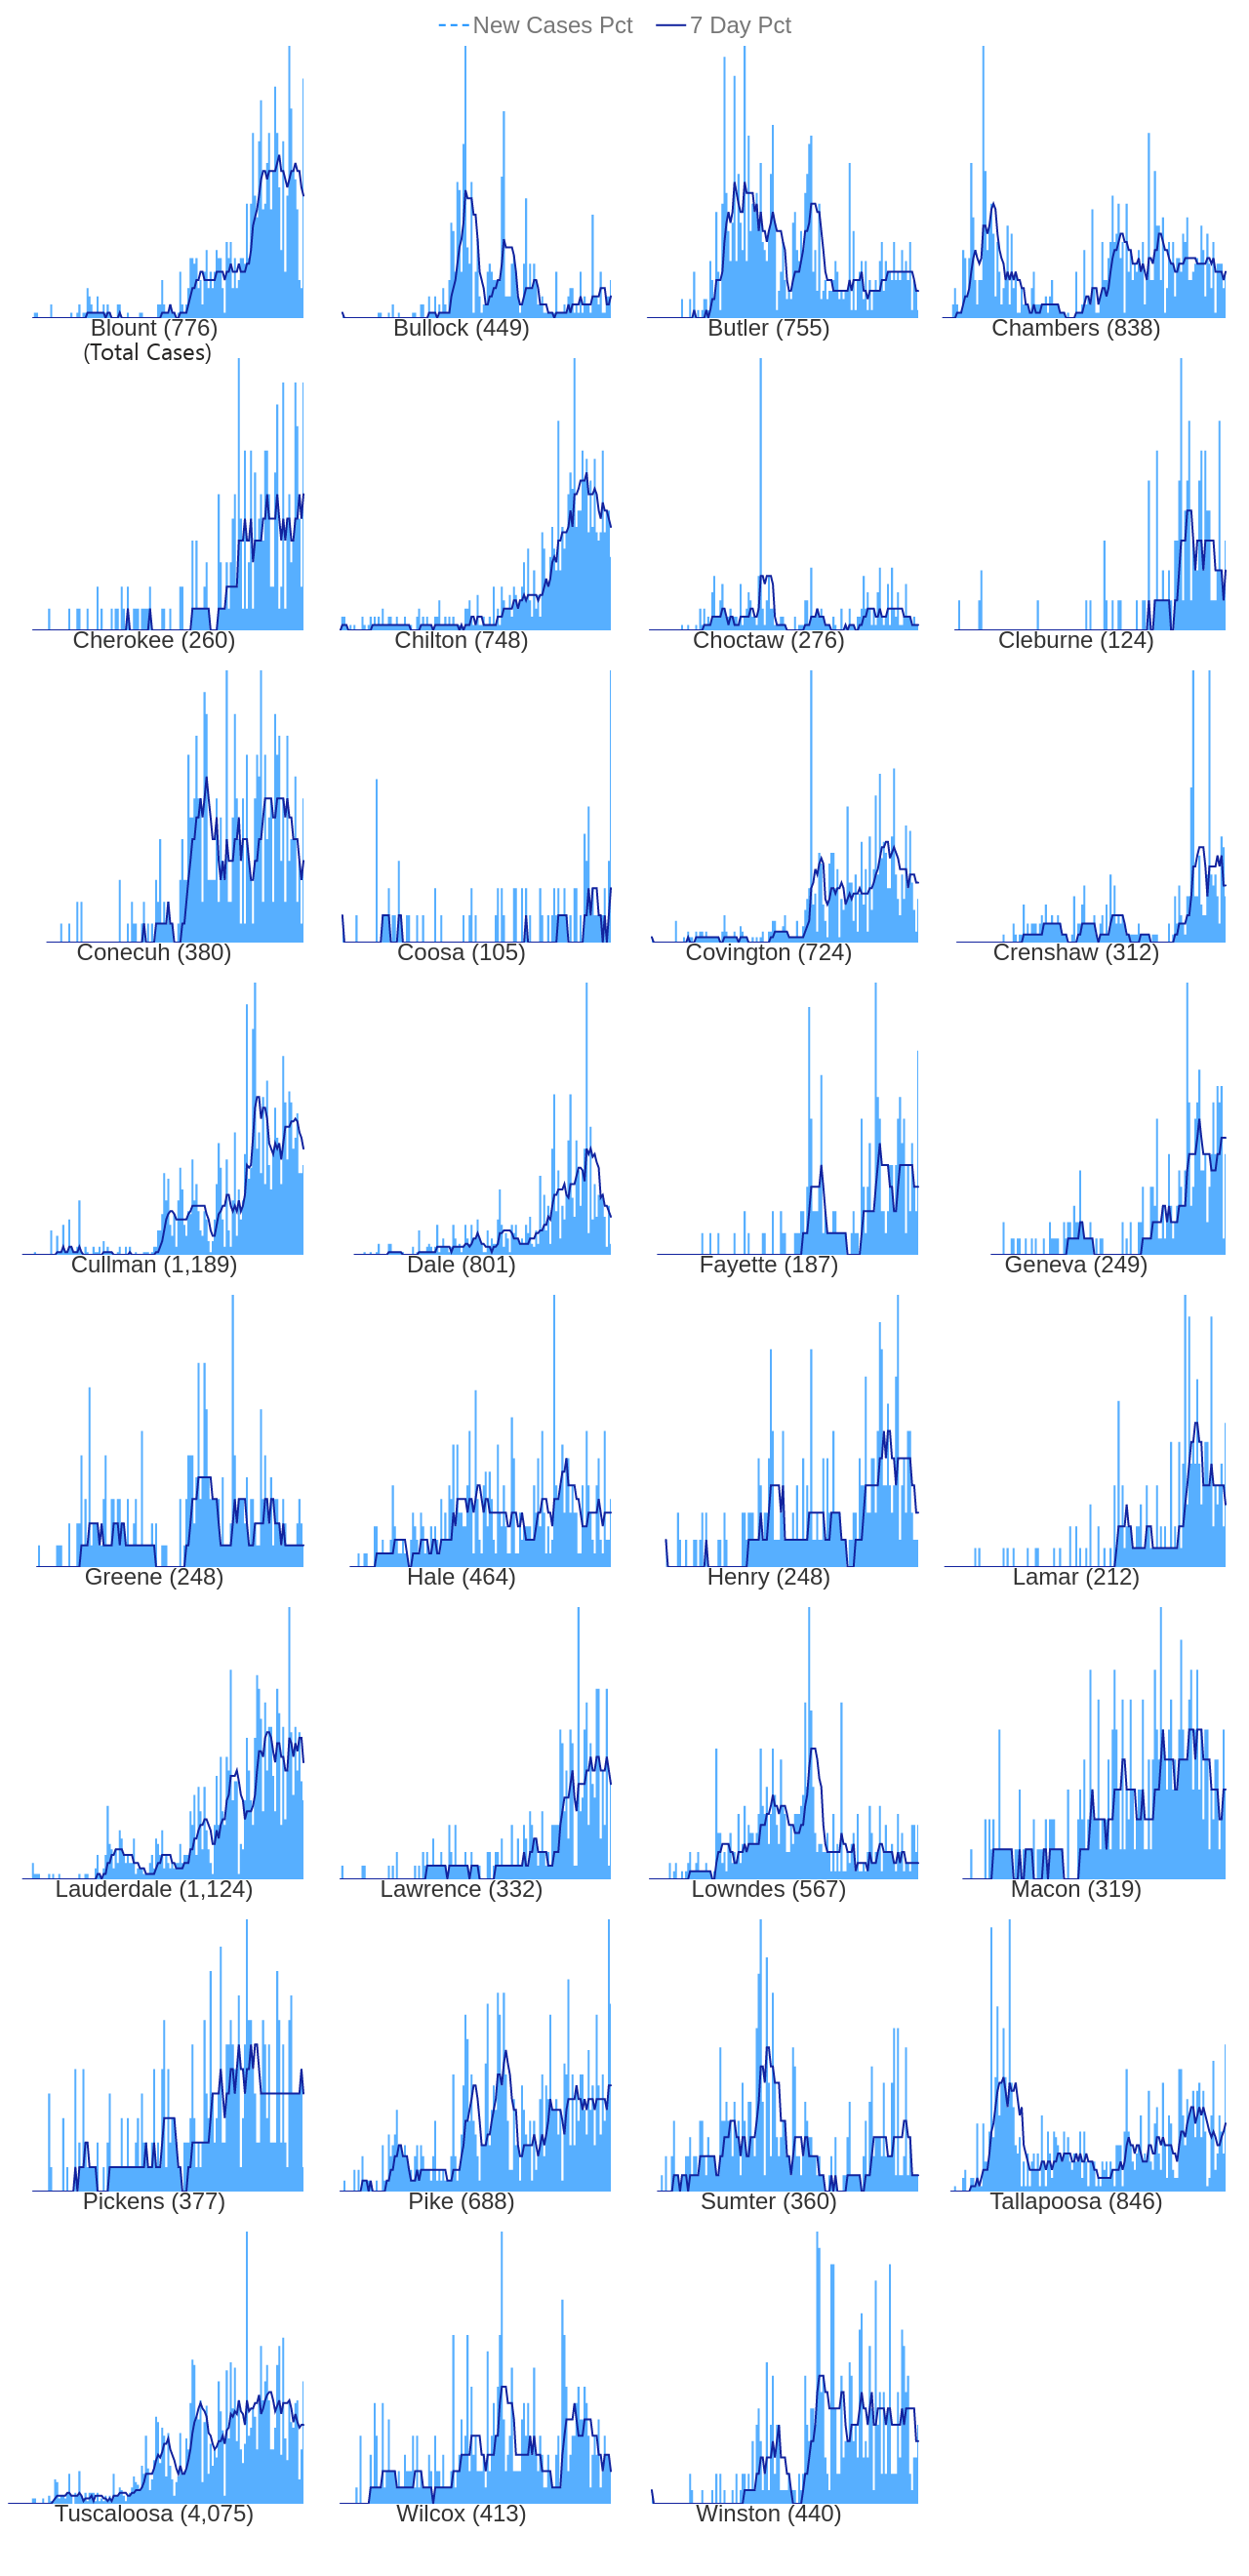 New Cases Pct 7 Day Pct
Blount (776) Bullock (449) Butler (755) Chambers (838)
(Total Cases)
Cherokee (260) Chilton (748) Choctaw (276) Cleburne (124)
Conecuh (380) Coosa (105) Covington (724) Crenshaw (312)
Cullman (1,189) Dale (801) Fayette (187) Geneva (249)
Greene (248) Hale (464) Henry (248) Lamar (212)
Lauderdale (1,124) Lawrence (332) Lowndes (567) Macon (319)
Pickens (377) Pike (688) Sumter (360) Tallapoosa (846)
Tuscaloosa (4,075) Wilcox (413) Winston (440)